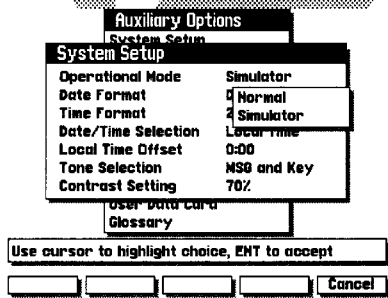 Auxiliary Options
System Setup
System Setup
Operational Mode Simulator
Date Format D
Normal
Time Format 2
Simulator
Date/Time Selection Local Time
Local Time Offset 0:00
Tone Selection MSG and Key
Contrast Setting 70%
User Data Card
Glossary
Use cursor to highlight choice, ENT to accept
Cancel